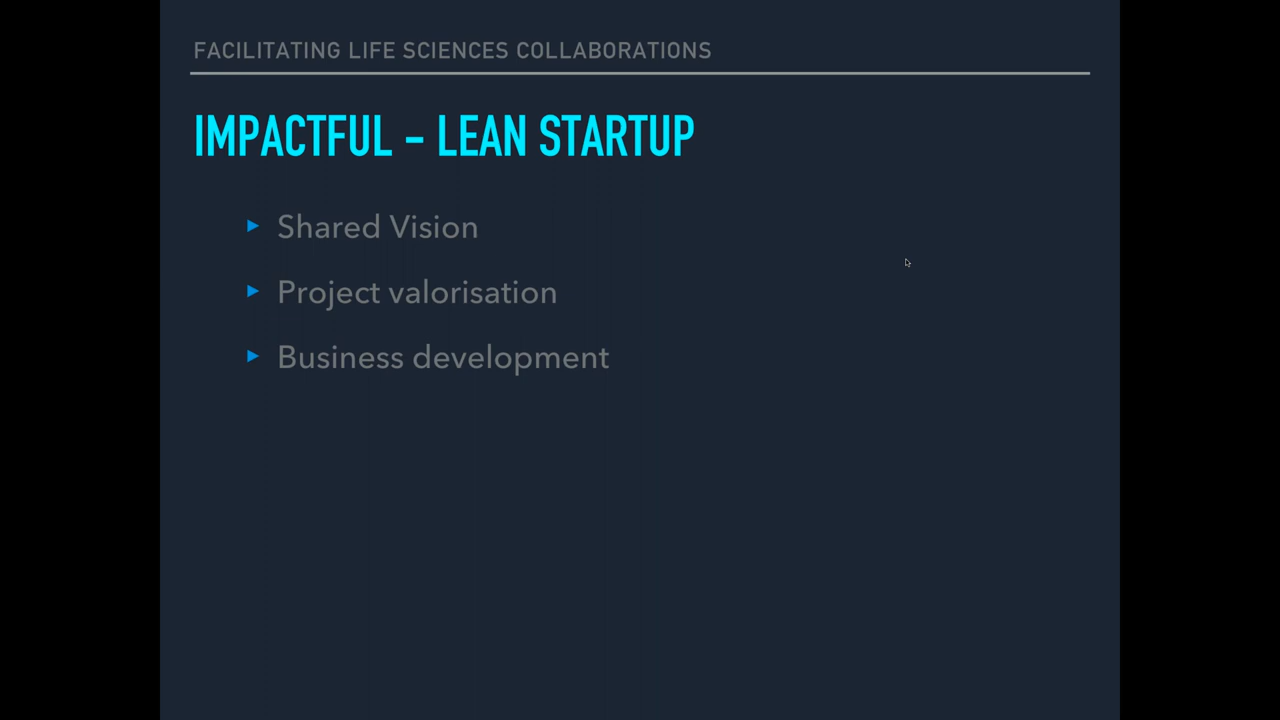 FACILITATING LIFE SCIENCES COLLABORATIONS
IMPACTFUL – LEAN STARTUP
Shared Vision
Project valorisation
Business development